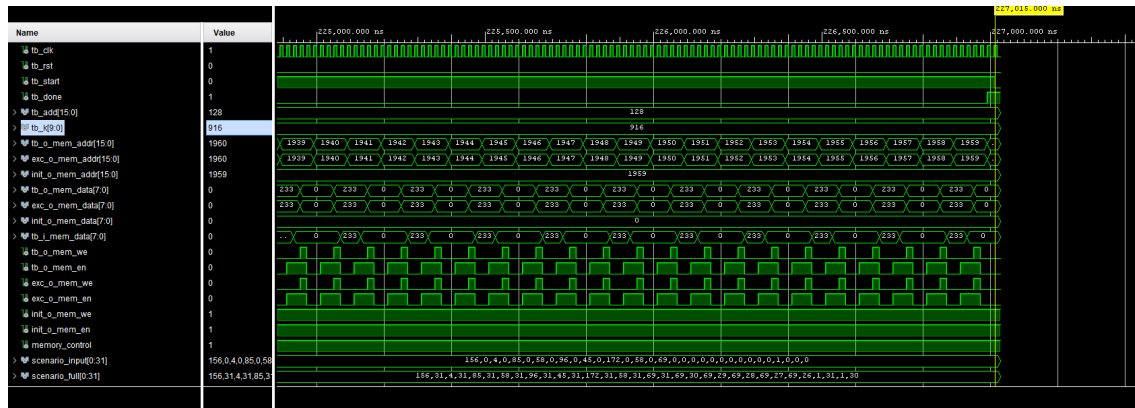 227,015.000 ns
Name Value
225,000.000 ns 225,500.000 ns 226,000.000 ns 226,500.000 ns 227,000.000 ns
tb_clk 1
tb_rst 0
tb_start 0
tb_done 1
tb_add[15:0] 128 128
tb_k[9:0] 916 916
tb_o_mem_addr[15:0] 1960 1939 1940 1941 1942 1943 1944 1945 1946 1947 1948 1949 1950 1951 1952 1953 1954 1955 1956 1957 1958 1959
exc_o_mem_addr[15:0] 1960 1939 1940 1941 1942 1943 1944 1945 1946 1947 1948 1949 1950 1951 1952 1953 1954 1955 1956 1957 1958 1959
init_o_mem_addr[15:0] 1959 1959
tb_o_mem_data[7:0] 0 233 0 233 0 233 0 233 0 233 0 233 0 233 0 233 0 233 0 233 0
exc_o_mem_data[7:0] 0 233 0 233 0 233 0 233 0 233 0 233 0 233 0 233 0 233 0 233 0
init_o_mem_data[7:0] 0 0
tb_i_mem_data[7:0] 0 .. 0 233 0 233 0 233 0 233 0 233 0 233 0 233 0 233 0 233 0 233 0
tb_o_mem_we 0
tb_o_mem_en 0
exc_o_mem_we 0
exc_o_mem_en 0
init_o_mem_we 1
init_o_mem_en 1
memory_control 1
scenario_input[0:31] 156,0,4,0,85,0,58 156,0,4,0,85,0,58,0,96,0,45,0,172,0,58,0,69,0,0,0,0,0,0,0,0,0,0,0,1,0,0,0
scenario_full[0:31] 156,31,4,31,85,3 156,31,4,31,85,31,58,31,96,31,45,31,172,31,58,31,69,31,69,30,69,29,69,28,69,27,69,26,1,31,1,30